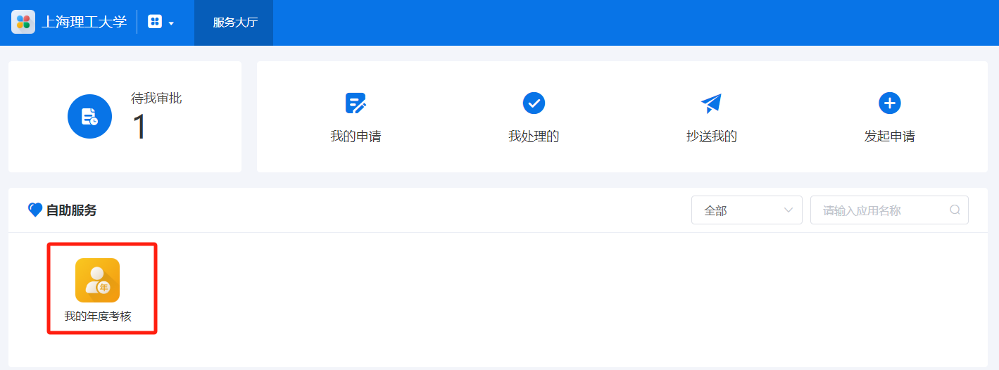 上海理工大学
服务大厅
待我审批
1
我的申请
我处理的
抄送我的
发起申请
自助服务
全部
请输入应用名称
年
我的年度考核